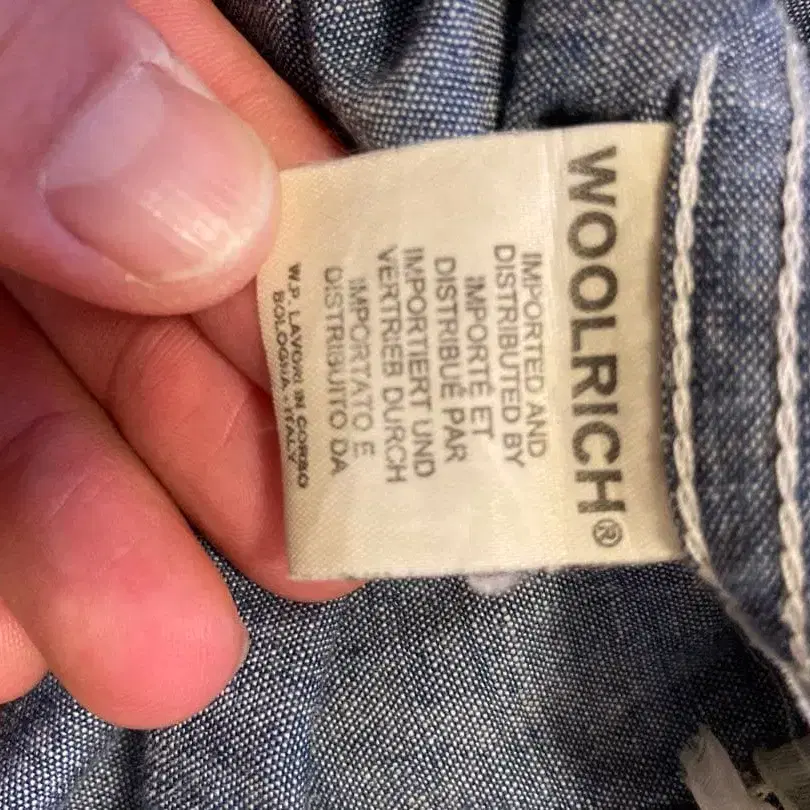 WOOLRICH®
IMPORTED AND
DISTRIBUTED BY
IMPORTÉ ET
DISTRIBUÉ PAR
IMPORTIERT UND
VERTRIEB DURCH
IMPORTATO E
DISTRIBUITO DA
W.P. LAVORI IN CORSO
BOLOGNA - ITALY